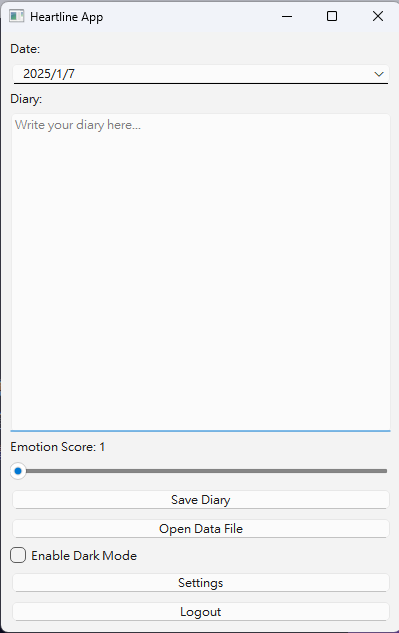 Heartline App
Date:
2025/1/7
Diary:
Write your diary here...
Emotion Score: 1
Save Diary
Open Data File
Enable Dark Mode
Settings
Logout